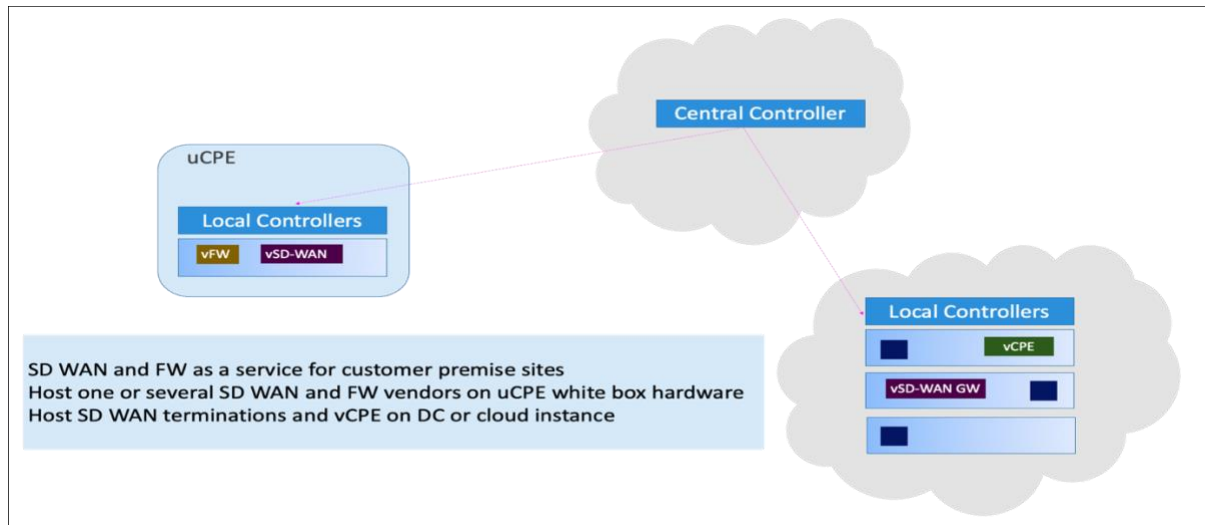 Central Controller
uCPE
Local Controllers
vFW vSD-WAN
Local Controllers
vCPE
vSD-WAN GW
SD WAN and FW as a service for customer premise sites
Host one or several SD WAN and FW vendors on uCPE white box hardware
Host SD WAN terminations and vCPE on DC or cloud instance